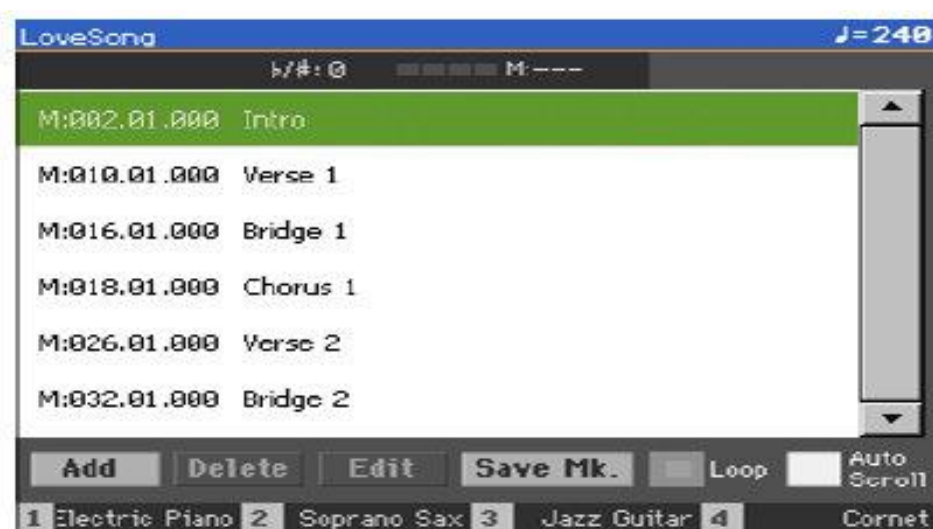 LoveSong ♩=240
♭/#: 0 M:---
M:002.01.000 Intro
M:010.01.000 Verse 1
M:016.01.000 Bridge 1
M:018.01.000 Chorus 1
M:026.01.000 Verse 2
M:032.01.000 Bridge 2
Add Delete Edit Save Mk. Loop Auto Scroll
1 Electric Piano 2 Soprano Sax 3 Jazz Guitar 4 Cornet